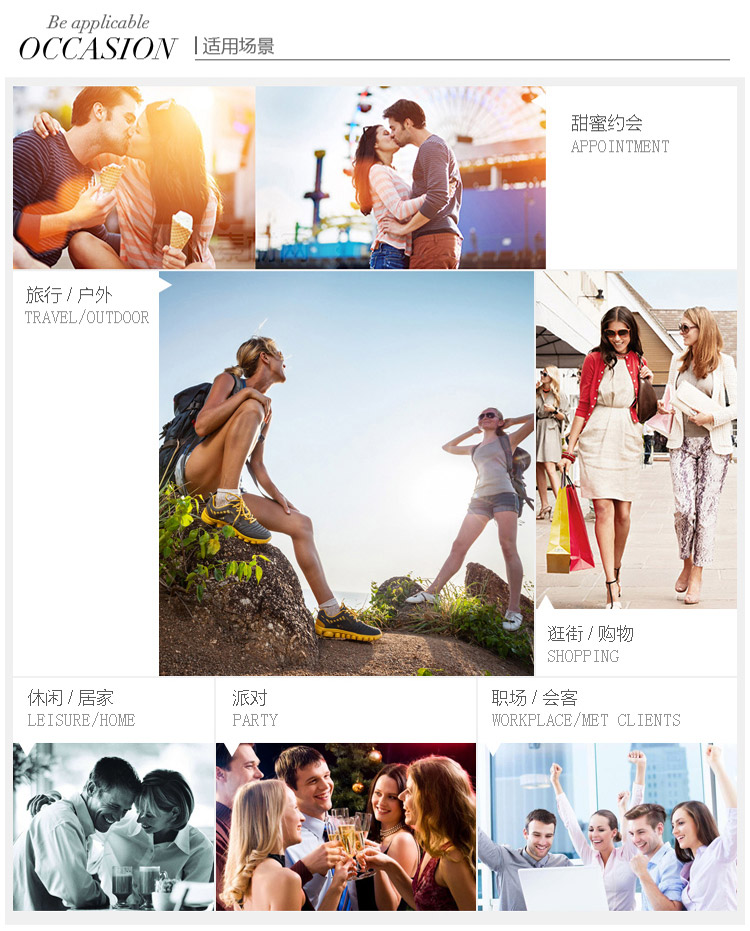 Be applicable
OCCASION
适用场景
甜蜜约会
APPOINTMENT
旅行 / 户外
TRAVEL/OUTDOOR
逛街 / 购物
SHOPPING
休闲 / 居家
LEISURE/HOME
派对
PARTY
职场 / 会客
WORKPLACE/MET CLIENTS